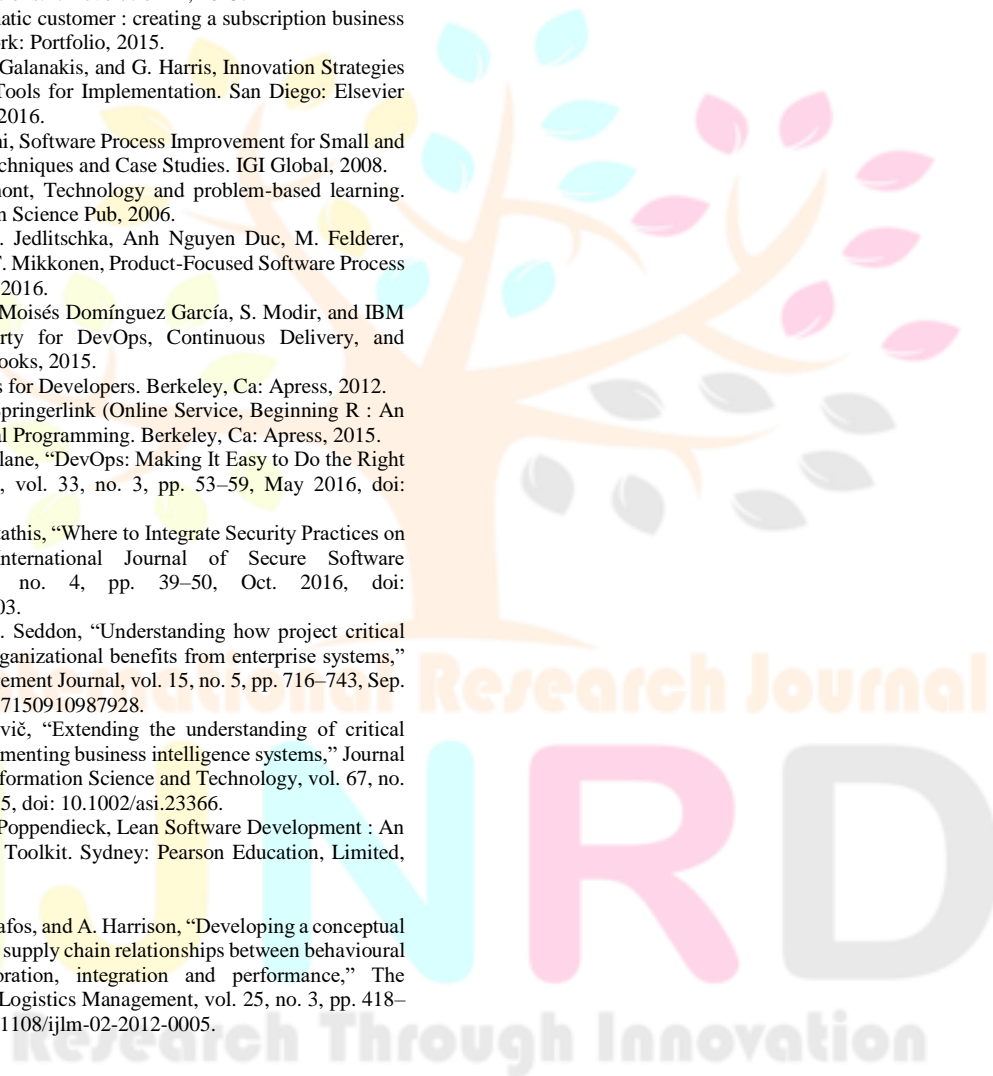 natic customer : creating a subscription business
rk: Portfolio, 2015.
Galanakis, and G. Harris, Innovation Strategies
Tools for Implementation. San Diego: Elsevier
2016.
ni, Software Process Improvement for Small and
chniques and Case Studies. IGI Global, 2008.
nont, Technology and problem-based learning.
n Science Pub, 2006.
. Jedlitschka, Anh Nguyen Duc, M. Felderer,
. Mikkonen, Product-Focused Software Process
2016.
Moisés Domínguez García, S. Modir, and IBM
rty for DevOps, Continuous Delivery, and
ooks, 2015.
s for Developers. Berkeley, Ca: Apress, 2012.
Springerlink (Online Service, Beginning R : An
al Programming. Berkeley, Ca: Apress, 2015.
lane, “DevOps: Making It Easy to Do the Right
, vol. 33, no. 3, pp. 53–59, May 2016, doi:
tathis, “Where to Integrate Security Practices on
nternational Journal of Secure Software
no. 4, pp. 39–50, Oct. 2016, doi:
03.
. Seddon, “Understanding how project critical
ganizational benefits from enterprise systems,”
ement Journal, vol. 15, no. 5, pp. 716–743, Sep.
7150910987928.
vič, “Extending the understanding of critical
menting business intelligence systems,” Journal
formation Science and Technology, vol. 67, no.
5, doi: 10.1002/asi.23366.
Poppendieck, Lean Software Development : An
Toolkit. Sydney: Pearson Education, Limited,
afos, and A. Harrison, “Developing a conceptual
supply chain relationships between behavioural
oration, integration and performance,” The
Logistics Management, vol. 25, no. 3, pp. 418–
1108/ijlm-02-2012-0005.
Research Journal
IJNRD
Research Through Innovation